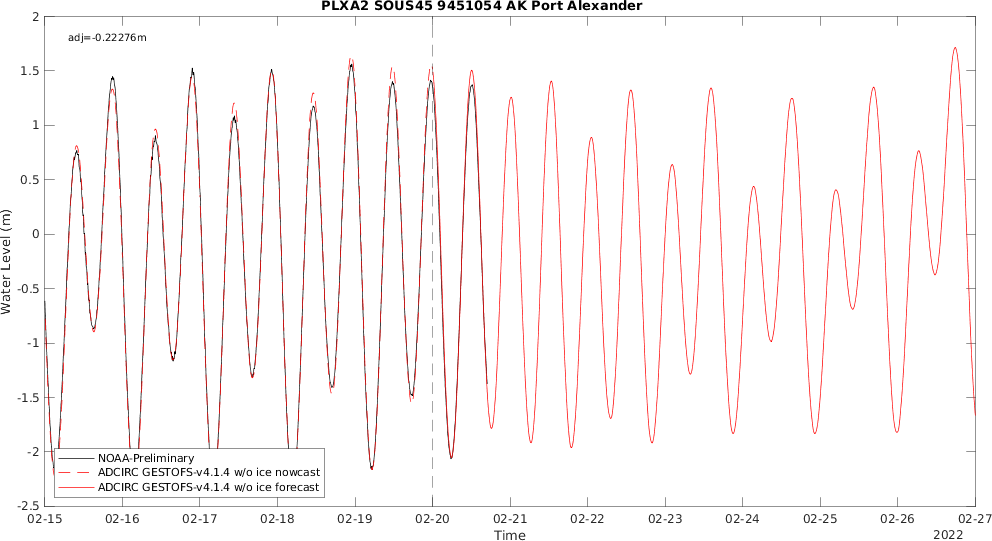 PLXA2 SOUS45 9451054 AK Port Alexander
adj=-0.22276m
Water Level (m)
2
1.5
1
0.5
0
-0.5
-1
-1.5
-2
-2.5
NOAA-Preliminary
ADCIRC GESTOFS-v4.1.4 w/o ice nowcast
ADCIRC GESTOFS-v4.1.4 w/o ice forecast
02-15 02-16 02-17 02-18 02-19 02-20 02-21 02-22 02-23 02-24 02-25 02-26 02-27
Time
2022